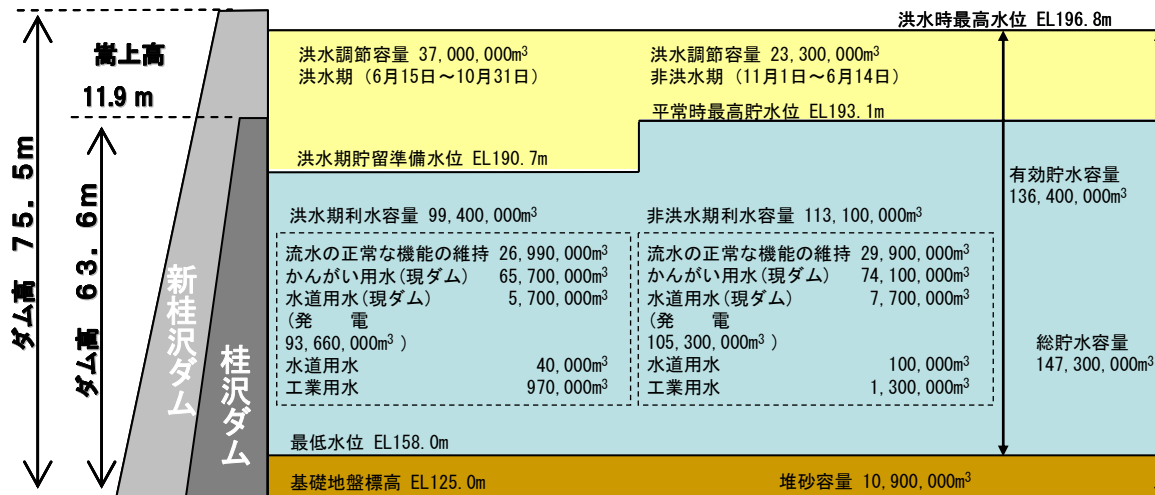 洪水時最高水位 EL196.8m
嵩上高
11.9 m
ダム高 75.5m
ダム高 63.6m
新桂沢ダム
桂沢ダム
洪水調節容量 37,000,000m³
洪水期（6月15日～10月31日）
洪水調節容量 23,300,000m³
非洪水期（11月1日～6月14日）
平常時最高貯水位 EL193.1m
洪水期貯留準備水位 EL190.7m
有効貯水容量
136,400,000m³
洪水期利水容量 99,400,000m³
流水の正常な機能の維持 26,990,000m³
かんがい用水(現ダム) 65,700,000m³
水道用水(現ダム) 5,700,000m³
(発 電
93,660,000m³ )
水道用水 40,000m³
工業用水 970,000m³
非洪水期利水容量 113,100,000m³
流水の正常な機能の維持 29,900,000m³
かんがい用水(現ダム) 74,100,000m³
水道用水(現ダム) 7,700,000m³
(発 電
105,300,000m³ )
水道用水 100,000m³
工業用水 1,300,000m³
総貯水容量
147,300,000m³
最低水位 EL158.0m
基礎地盤標高 EL125.0m
堆砂容量 10,900,000m³